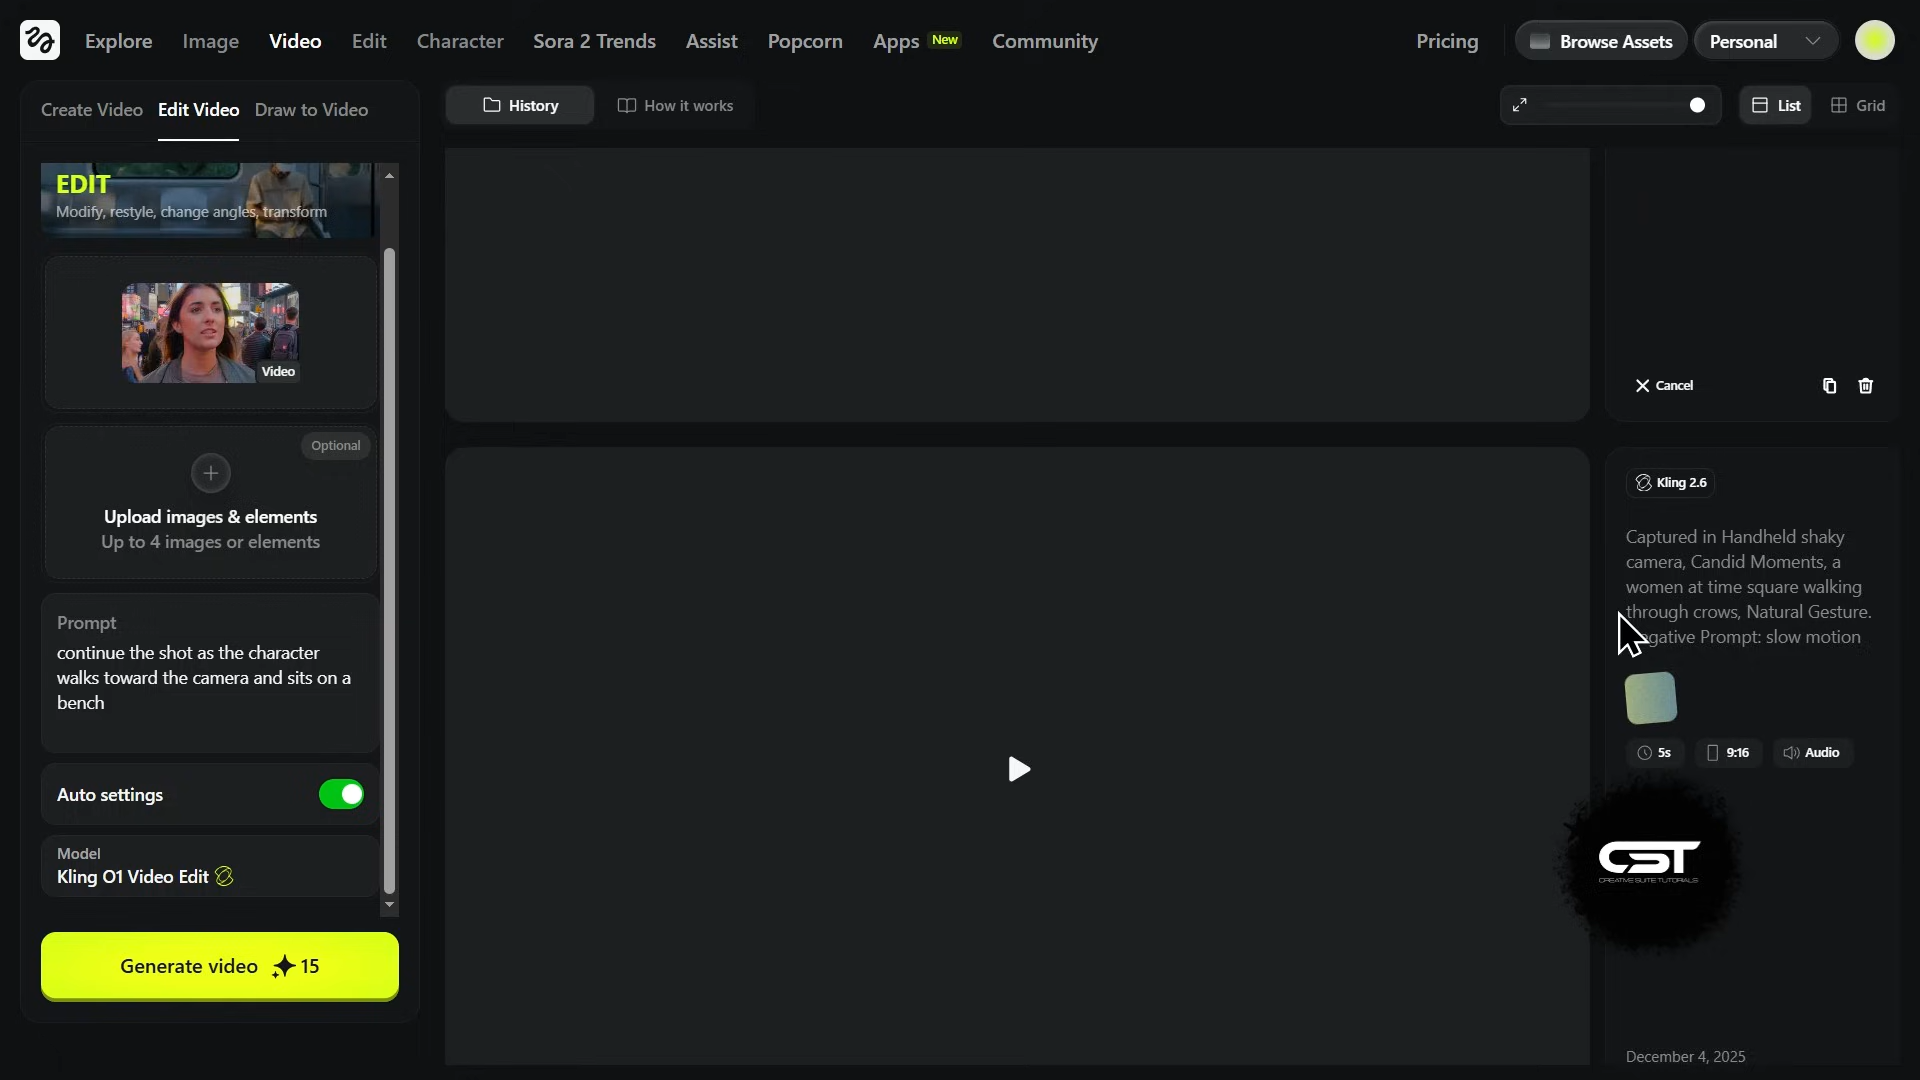 Explore Image Video Edit Character Sora 2 Trends Assist Popcorn Apps New Community Pricing Browse Assets Personal
Create Video Edit Video Draw to Video
History How it works List Grid
EDIT
Modify, restyle, change angles, transform
Video
Optional
Upload images & elements
Up to 4 images or elements
Prompt
continue the shot as the character
walks toward the camera and sits on a
bench
Auto settings
Model
Kling O1 Video Edit
Generate video 15
Cancel
Kling 2.6
Captured in Handheld shaky
camera, Candid Moments, a
women at time square walking
through crows, Natural Gesture.
gative Prompt: slow motion
5s 9:16 Audio
CST
CREATIVE SUITE TUTORIALS
December 4, 2025